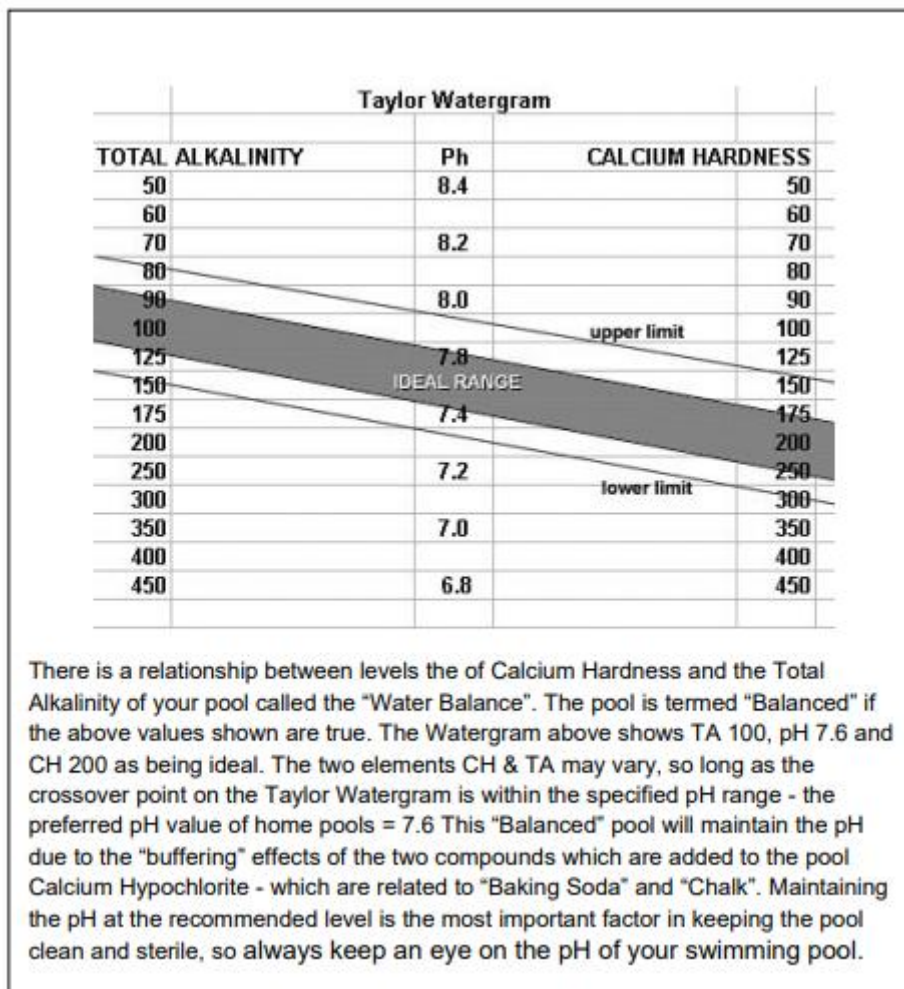 Taylor Watergram
TOTAL ALKALINITY Ph CALCIUM HARDNESS
50 8.4 50
60 60
70 8.2 70
80 80
90 8.0 90
100 upper limit 100
125 7.8 125
150 IDEAL RANGE 150
175 7.4 175
200 200
250 7.2 250
300 lower limit 300
350 7.0 350
400 400
450 6.8 450
There is a relationship between levels the of Calcium Hardness and the Total
Alkalinity of your pool called the “Water Balance”. The pool is termed “Balanced” if
the above values shown are true. The Watergram above shows TA 100, pH 7.6 and
CH 200 as being ideal. The two elements CH & TA may vary, so long as the
crossover point on the Taylor Watergram is within the specified pH range - the
preferred pH value of home pools = 7.6 This “Balanced” pool will maintain the pH
due to the “buffering” effects of the two compounds which are added to the pool
Calcium Hypochlorite - which are related to “Baking Soda” and “Chalk”. Maintaining
the pH at the recommended level is the most important factor in keeping the pool
clean and sterile, so always keep an eye on the pH of your swimming pool.